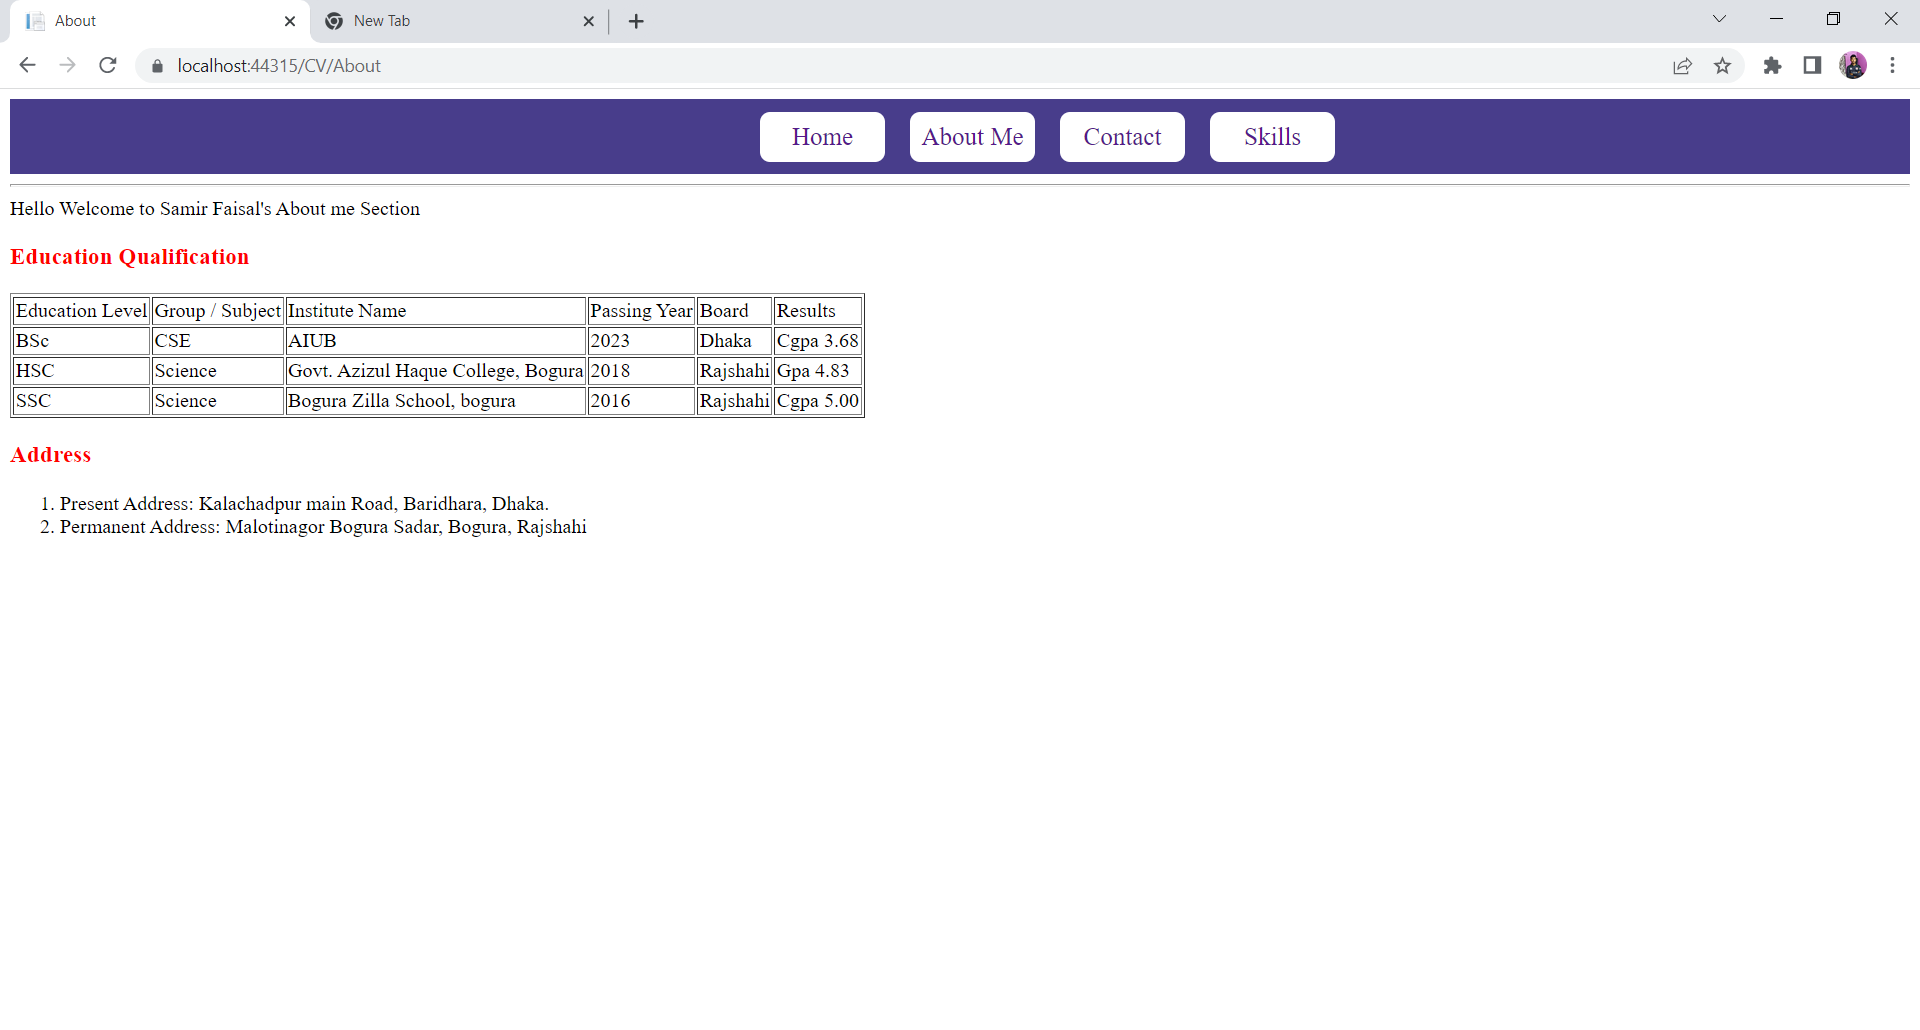 About
New Tab
localhost:44315/CV/About
Home About Me Contact Skills
Hello Welcome to Samir Faisal's About me Section
Education Qualification
Education Level Group / Subject Institute Name Passing Year Board Results
BSc CSE AIUB 2023 Dhaka Cgpa 3.68
HSC Science Govt. Azizul Haque College, Bogura 2018 Rajshahi Gpa 4.83
SSC Science Bogura Zilla School, bogura 2016 Rajshahi Cgpa 5.00
Address
1. Present Address: Kalachadpur main Road, Baridhara, Dhaka.
2. Permanent Address: Malotinagor Bogura Sadar, Bogura, Rajshahi